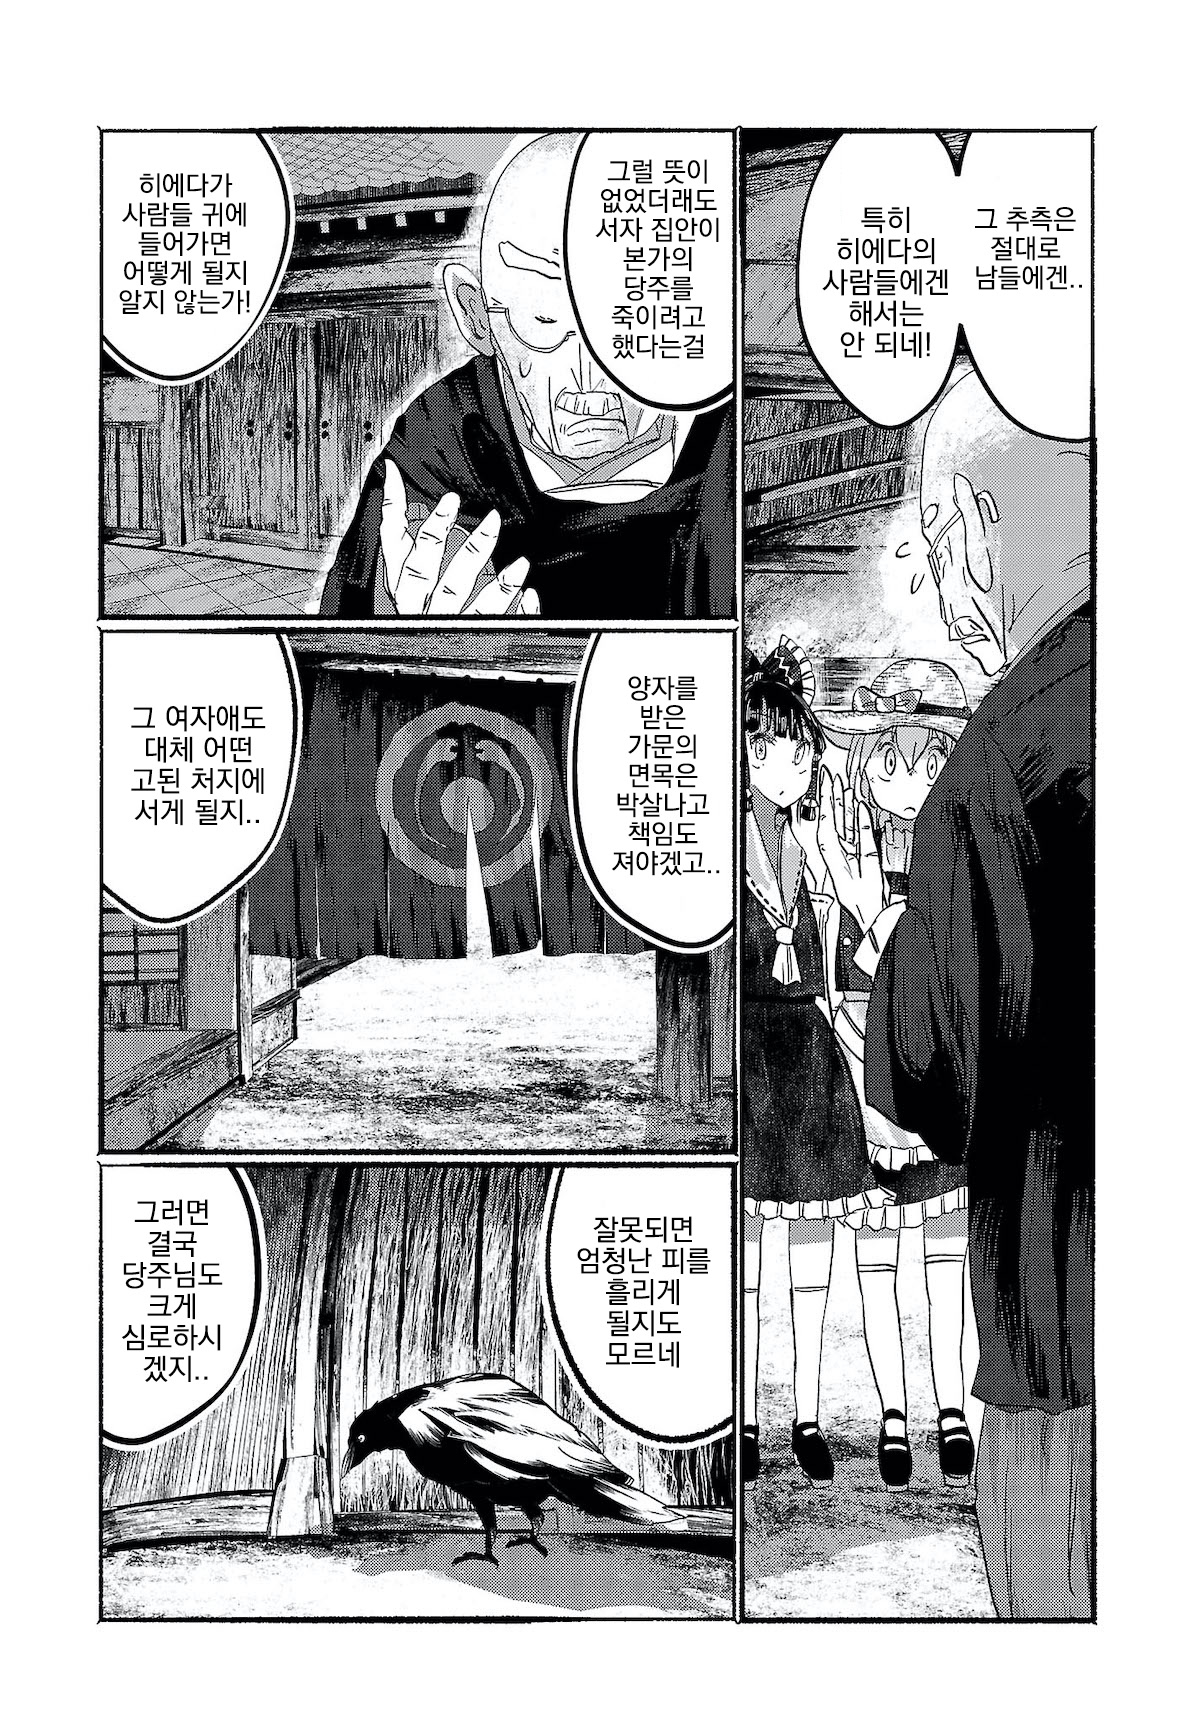 그 추측은
절대로
남들에겐..
특히
히에다의
사람들에겐
해서는
안 되네!
그럴 뜻이
없었더래도
서자 집안이
본가의
당주를
죽이려고
했다는걸
히에다가
사람들 귀에
들어가면
어떻게 될지
알지 않는가!
양자를
받은
가문의
면목은
박살나고
책임도
져야겠고..
그 여자애도
대체 어떤
고된 처지에
서게 될지..
잘못되면
엄청난 피를
흘리게
될지도
모르네
그러면
결국
당주님도
크게
심로하시
겠지..